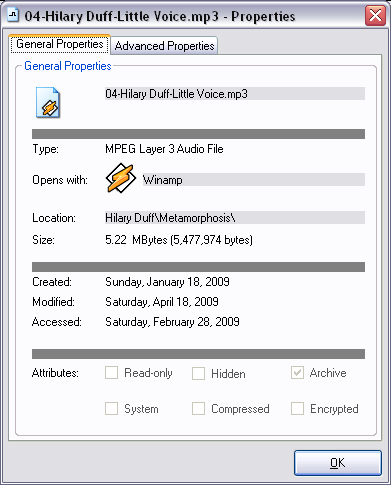 04-Hilary Duff-Little Voice.mp3 - Properties
General Properties
Advanced Properties
General Properties
04-Hilary Duff-Little Voice.mp3
Type: MPEG Layer 3 Audio File
Opens with: Winamp
Location: Hilary Duff\Metamorphosis\
Size: 5.22 MBytes (5,477,974 bytes)
Created: Sunday, January 18, 2009
Modified: Saturday, April 18, 2009
Accessed: Saturday, February 28, 2009
Attributes: Read-only Hidden Archive
System Compressed Encrypted
OK